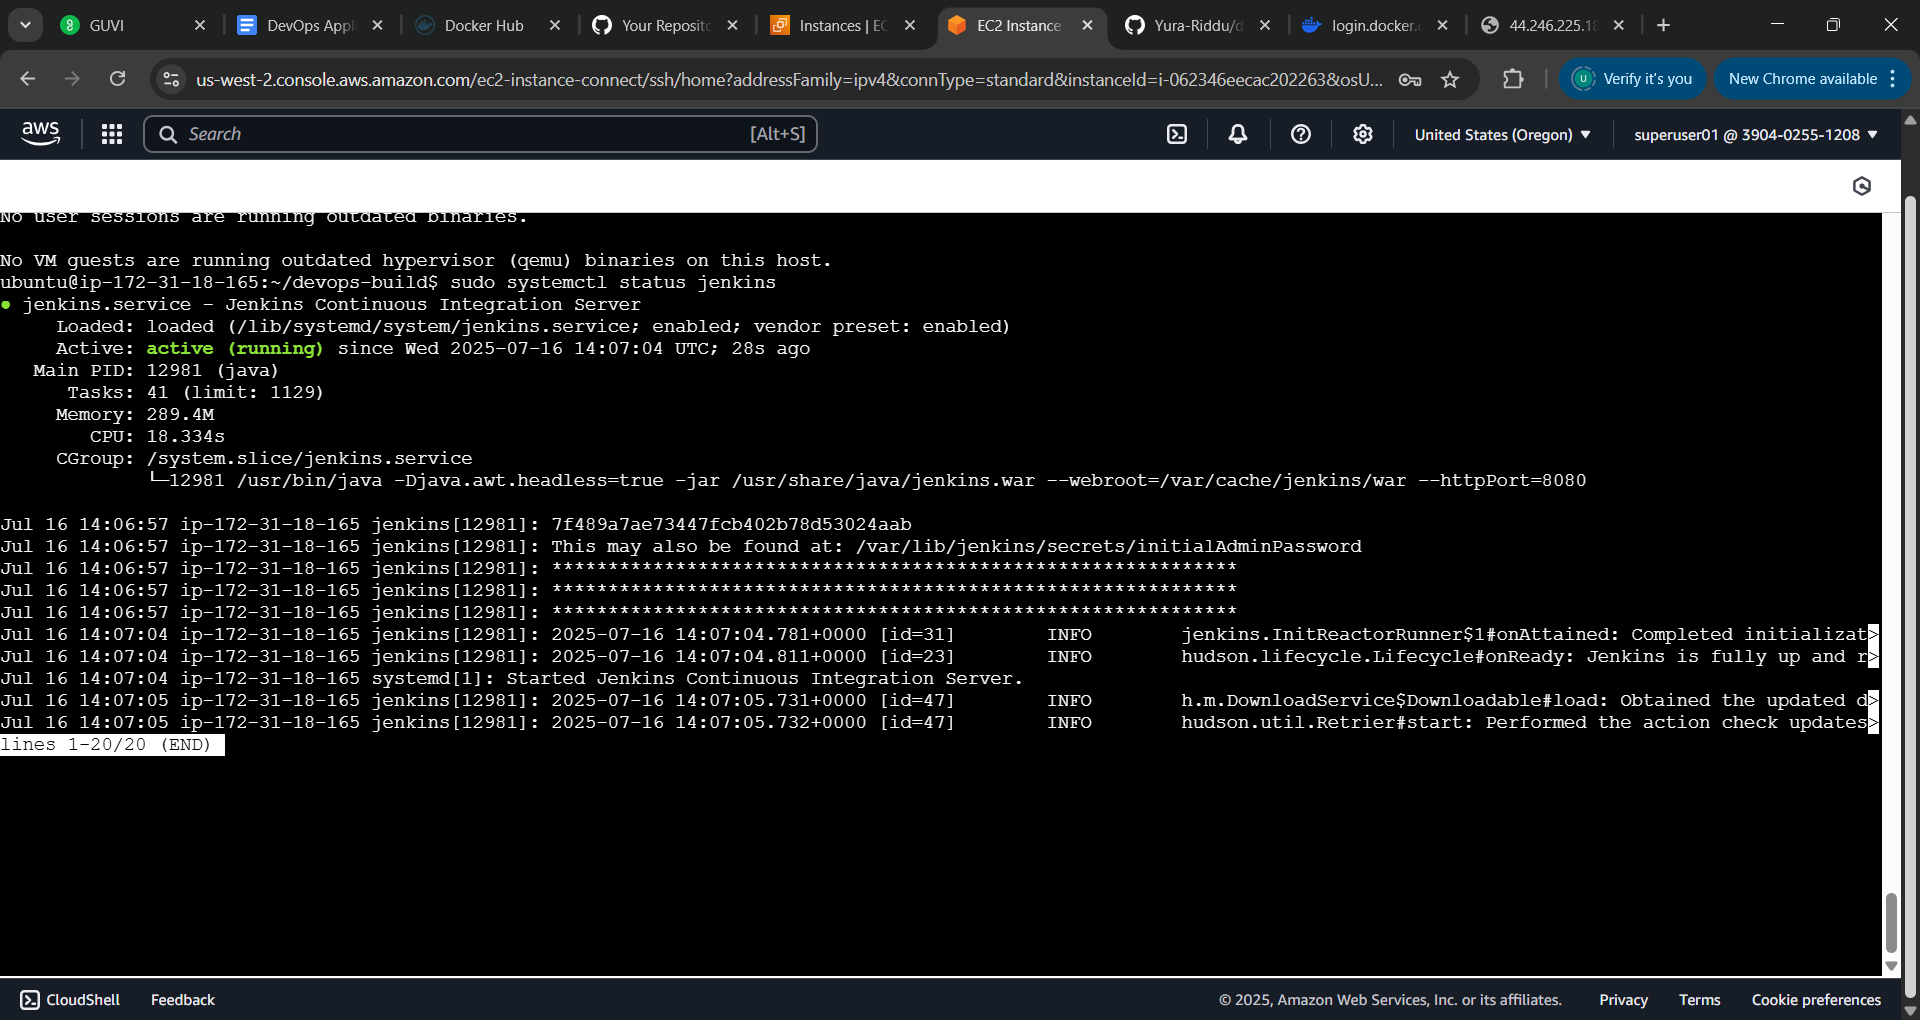 GUVI
DevOps Appl
Docker Hub
Your Reposito
Instances | EC
EC2 Instance
Yura-Riddu/d
login.docker.
44.246.225.18
us-west-2.console.aws.amazon.com/ec2-instance-connect/ssh/home?addressFamily=ipv4&connType=standard&instanceId=i-062346eecac202263&osU...
Verify it's you
New Chrome available
aws
Search
[Alt+S]
United States (Oregon)
superuser01 @ 3904-0255-1208
No user sessions are running outdated binaries.
No VM guests are running outdated hypervisor (qemu) binaries on this host.
ubuntu@ip-172-31-18-165:~/devops-build$ sudo systemctl status jenkins
● jenkins.service - Jenkins Continuous Integration Server
Loaded: loaded (/lib/systemd/system/jenkins.service; enabled; vendor preset: enabled)
Active: active (running) since Wed 2025-07-16 14:07:04 UTC; 28s ago
Main PID: 12981 (java)
Tasks: 41 (limit: 1129)
Memory: 289.4M
CPU: 18.334s
CGroup: /system.slice/jenkins.service
└─12981 /usr/bin/java -Djava.awt.headless=true -jar /usr/share/java/jenkins.war --webroot=/var/cache/jenkins/war --httpPort=8080
Jul 16 14:06:57 ip-172-31-18-165 jenkins[12981]: 7f489a7ae73447fcb402b78d53024aab
Jul 16 14:06:57 ip-172-31-18-165 jenkins[12981]: This may also be found at: /var/lib/jenkins/secrets/initialAdminPassword
Jul 16 14:06:57 ip-172-31-18-165 jenkins[12981]: *************************************************************
Jul 16 14:06:57 ip-172-31-18-165 jenkins[12981]: *************************************************************
Jul 16 14:06:57 ip-172-31-18-165 jenkins[12981]: *************************************************************
Jul 16 14:07:04 ip-172-31-18-165 jenkins[12981]: 2025-07-16 14:07:04.781+0000 [id=31] INFO jenkins.InitReactorRunner$1#onAttained: Completed initializat>
Jul 16 14:07:04 ip-172-31-18-165 jenkins[12981]: 2025-07-16 14:07:04.811+0000 [id=23] INFO hudson.lifecycle.Lifecycle#onReady: Jenkins is fully up and r>
Jul 16 14:07:04 ip-172-31-18-165 systemd[1]: Started Jenkins Continuous Integration Server.
Jul 16 14:07:05 ip-172-31-18-165 jenkins[12981]: 2025-07-16 14:07:05.731+0000 [id=47] INFO h.m.DownloadService$Downloadable#load: Obtained the updated d>
Jul 16 14:07:05 ip-172-31-18-165 jenkins[12981]: 2025-07-16 14:07:05.732+0000 [id=47] INFO hudson.util.Retrier#start: Performed the action check updates>
lines 1-20/20 (END)
CloudShell
Feedback
© 2025, Amazon Web Services, Inc. or its affiliates.
Privacy
Terms
Cookie preferences